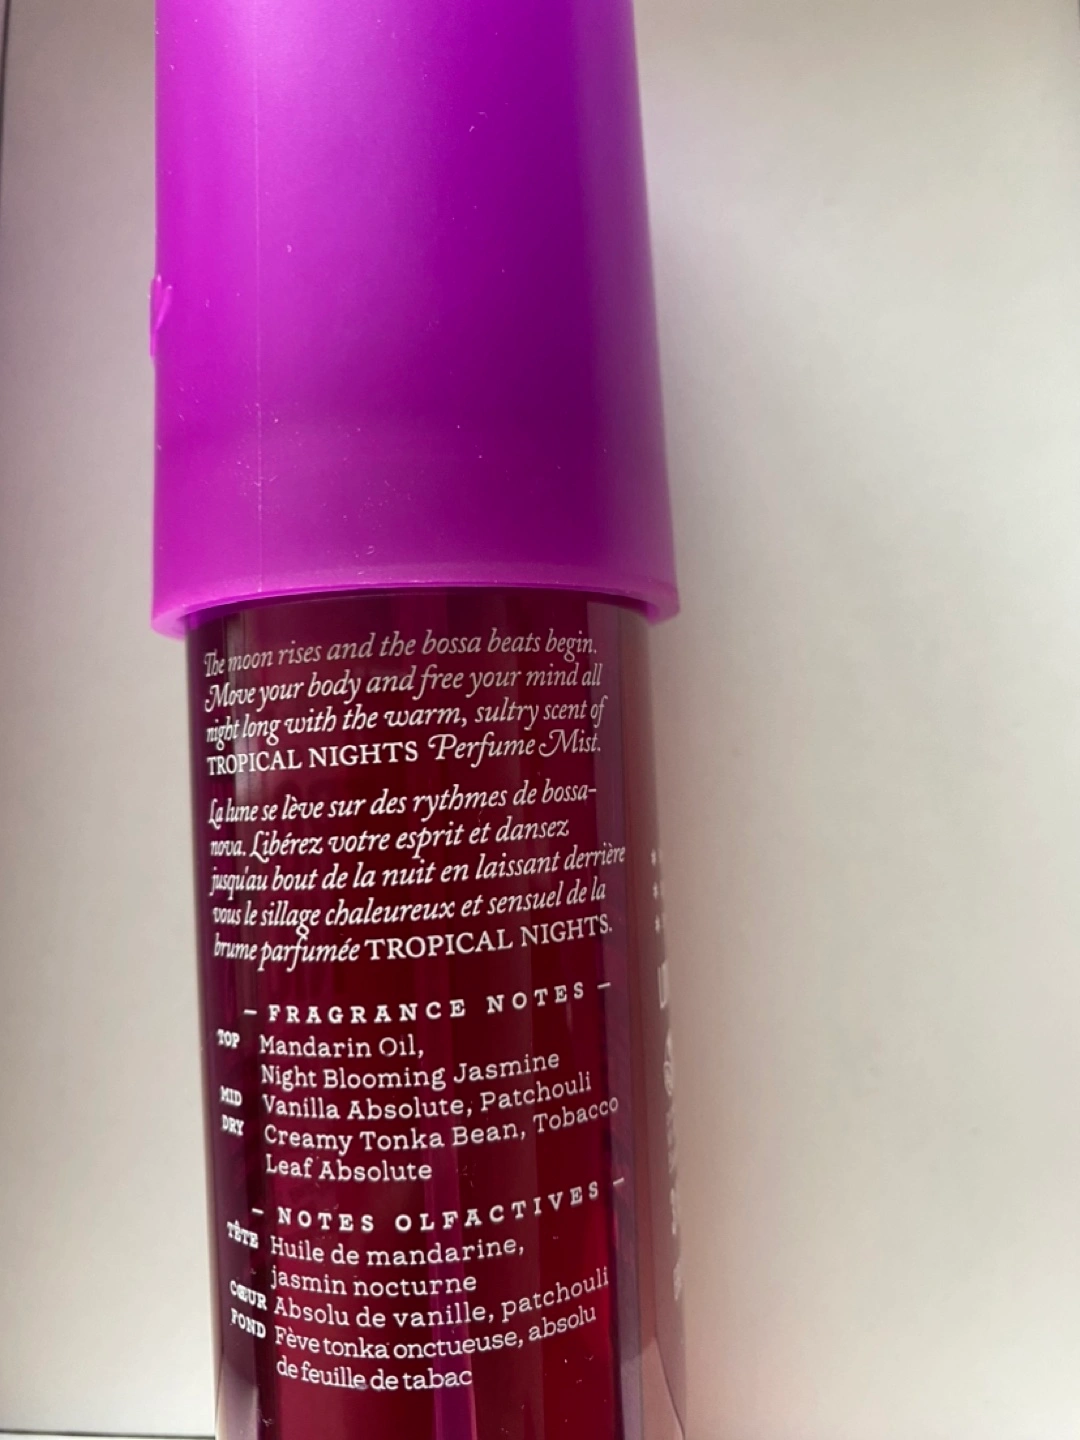 The moon rises and the bossa beats begin.
Move your body and free your mind all
night long with the warm, sultry scent of
TROPICAL NIGHTS Perfume Mist.
La lune se lève sur des rythmes de bossa-
nova. Libérez votre esprit et dansez
jusqu'au bout de la nuit en laissant derrière
vous le sillage chaleureux et sensuel de la
brume parfumée TROPICAL NIGHTS.
– FRAGRANCE NOTES –
TOP Mandarin Oil,
Night Blooming Jasmine
MID Vanilla Absolute, Patchouli
DRY Creamy Tonka Bean, Tobacco
Leaf Absolute
– NOTES OLFACTIVES –
TÊTE Huile de mandarine,
jasmin nocturne
CŒUR Absolu de vanille, patchouli
FOND Fève tonka onctueuse, absolu
de feuille de tabac